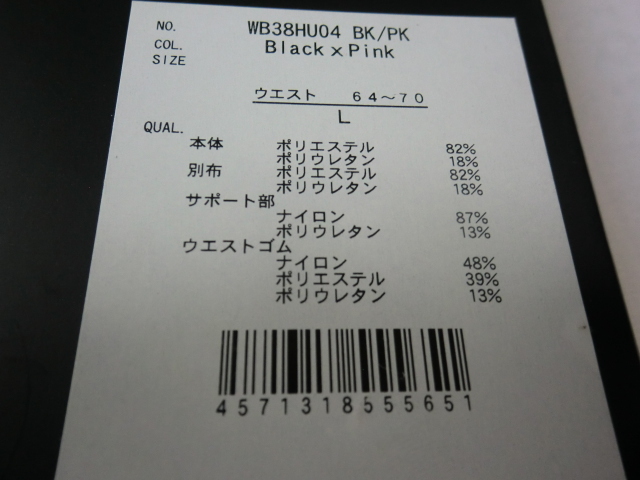 NO. WB38HU04 BK/PK
COL. Black x Pink
SIZE
ウエスト 64～70
L
QUAL.
本体 ポリエステル 82%
ポリウレタン 18%
別布 ポリエステル 82%
ポリウレタン 18%
サポート部
ナイロン 87%
ポリウレタン 13%
ウエストゴム
ナイロン 48%
ポリエステル 39%
ポリウレタン 13%
4571318555651